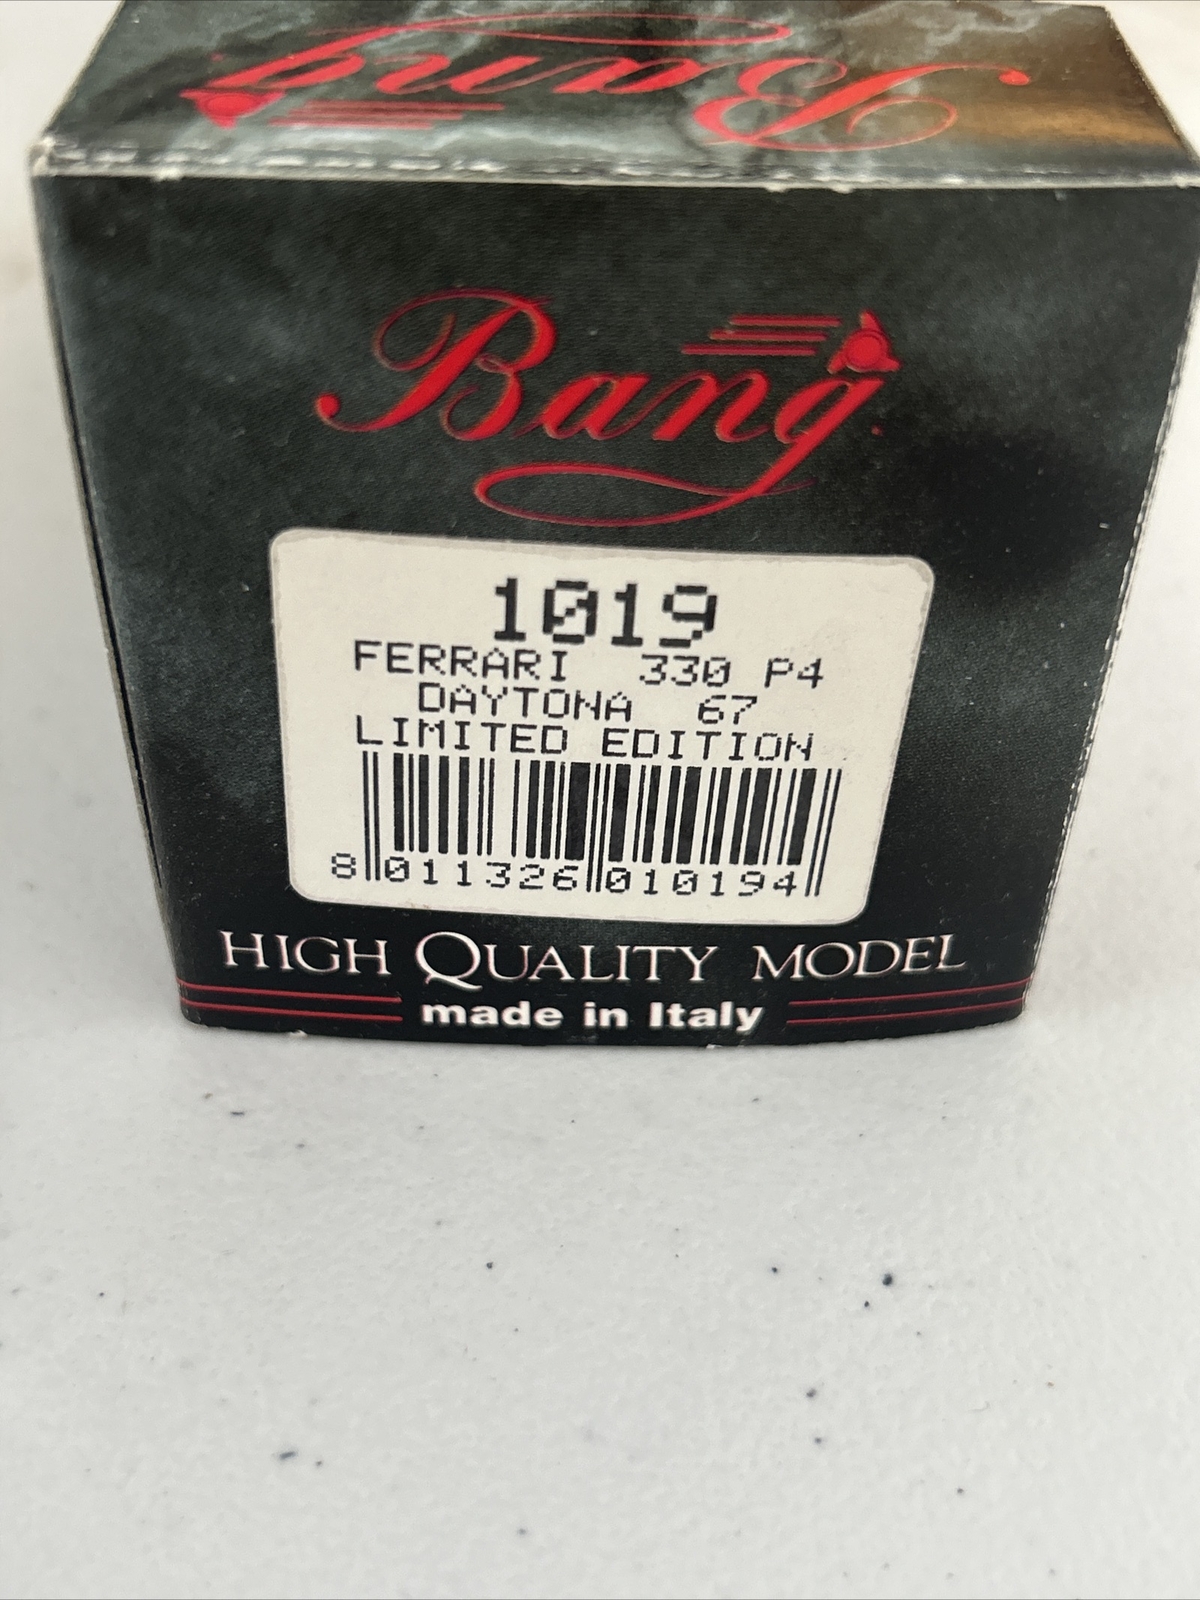 Bang
Bang
1019
FERRARI 330 P4
DAYTONA 67
LIMITED EDITION
8 011326 010194
HIGH QUALITY MODEL
made in Italy